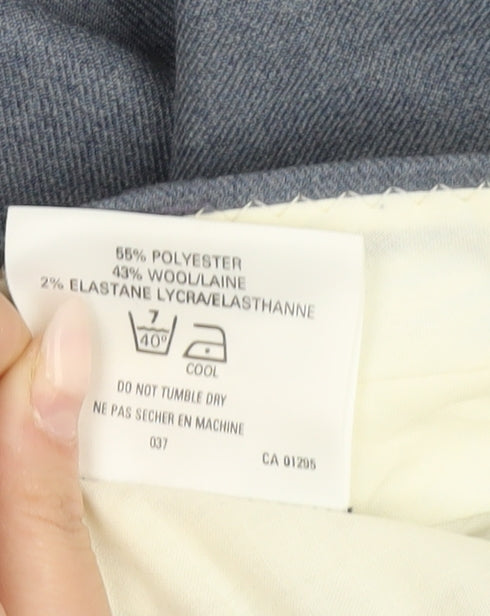 55% POLYESTER
43% WOOL/LAINE
2% ELASTANE LYCRA/ELASTHANNE
7
40°
COOL
DO NOT TUMBLE DRY
NE PAS SECHER EN MACHINE
037
CA 01295